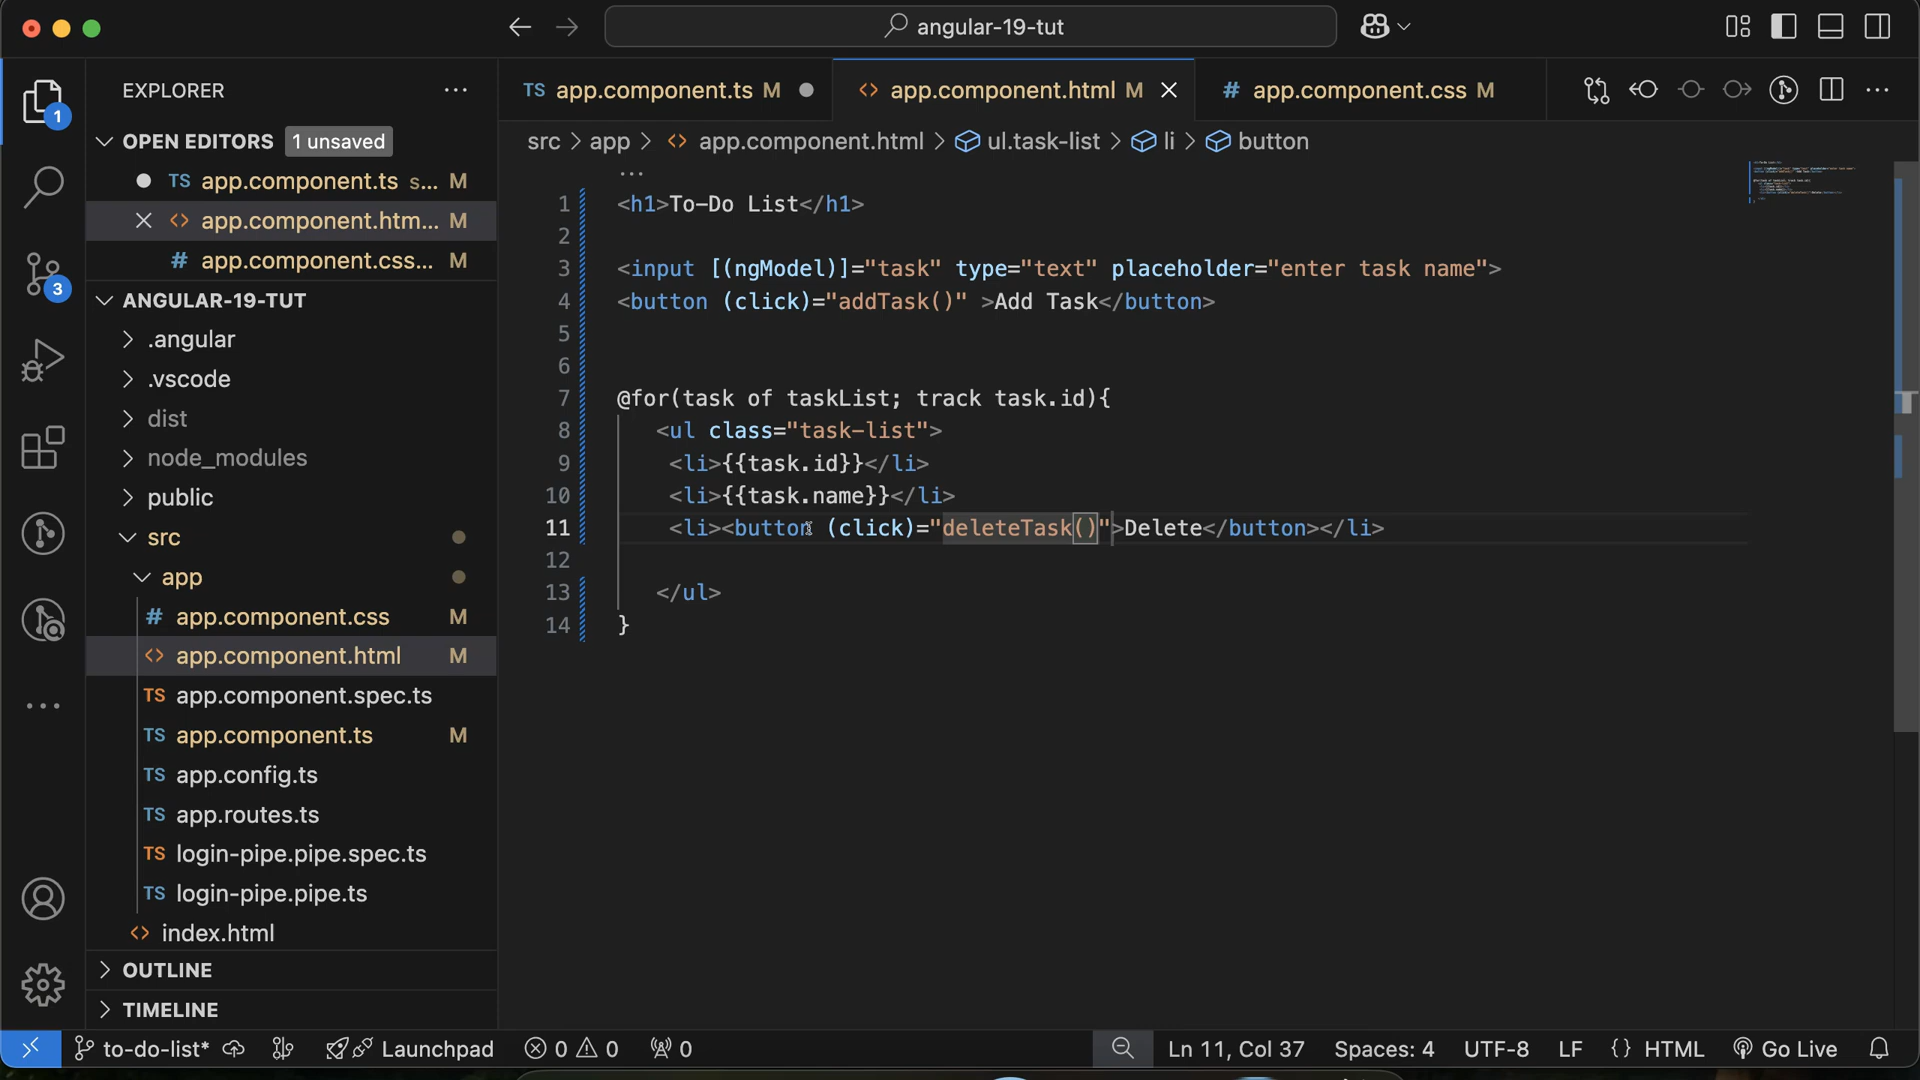 angular-19-tut
EXPLORER
TS app.component.ts M
<> app.component.html M
# app.component.css M
1
OPEN EDITORS 1 unsaved
src > app > <> app.component.html > ul.task-list > li > button
TS app.component.ts s... M
<> app.component.htm... M
# app.component.css... M
3
ANGULAR-19-TUT
.angular
.vscode
dist
node_modules
public
src
app
# app.component.css M
<> app.component.html M
TS app.component.spec.ts
TS app.component.ts M
TS app.config.ts
TS app.routes.ts
TS login-pipe.pipe.spec.ts
TS login-pipe.pipe.ts
<> index.html
OUTLINE
TIMELINE
...
1 <h1>To-Do List</h1>
2
3 <input [(ngModel)]="task" type="text" placeholder="enter task name">
4 <button (click)="addTask()" >Add Task</button>
5
6
7 @for(task of taskList; track task.id){
8 <ul class="task-list">
9 <li>{{task.id}}</li>
10 <li>{{task.name}}</li>
11 <li><button (click)="deleteTask()">Delete</button></li>
12
13 </ul>
14 }
to-do-list* Launchpad 0 0 0 Ln 11, Col 37 Spaces: 4 UTF-8 LF {} HTML Go Live